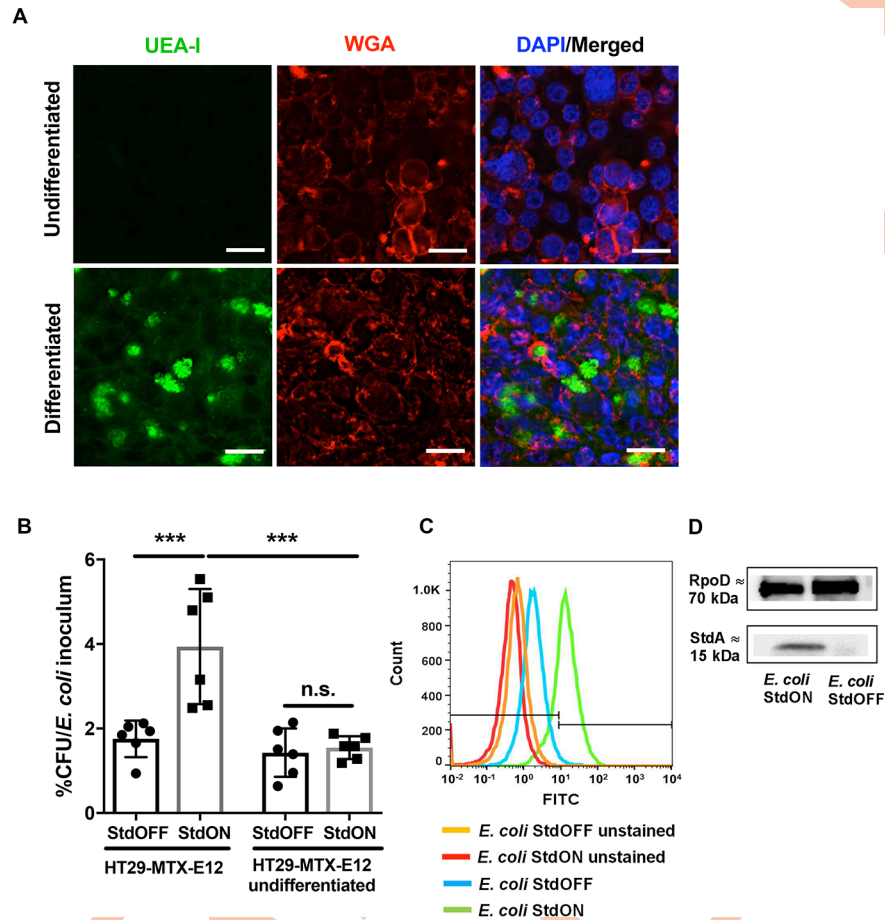 A
UEA-I
WGA
DAPI/Merged
Undifferentiated
Differentiated
B
***
***
n.s.
%CFU/E. coli inoculum
6
4
2
0
StdOFF
StdON
StdOFF
StdON
HT29-MTX-E12
HT29-MTX-E12
undifferentiated
C
Count
1.0K
800
600
400
200
0
10-2
10-1
100
101
102
103
104
FITC
E. coli StdOFF unstained
E. coli StdON unstained
E. coli StdOFF
E. coli StdON
D
RpoD ≈
70 kDa
StdA ≈
15 kDa
E. coli
StdON
E. coli
StdOFF